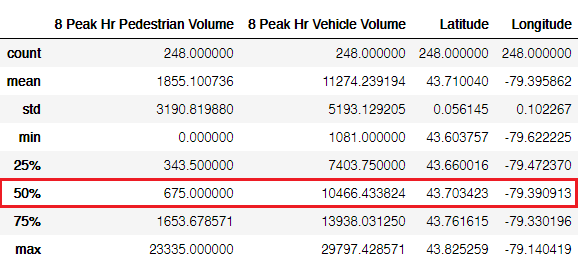 8 Peak Hr Pedestrian Volume 8 Peak Hr Vehicle Volume Latitude Longitude
count 248.000000 248.000000 248.000000 248.000000
mean 1855.100736 11274.239194 43.710040 -79.395862
std 3190.819880 5193.129205 0.056145 0.102267
min 0.000000 1081.000000 43.603757 -79.622225
25% 343.500000 7403.750000 43.660016 -79.472370
50% 675.000000 10466.433824 43.703423 -79.390913
75% 1653.678571 13938.031250 43.761615 -79.330196
max 23335.000000 29797.428571 43.825259 -79.140419